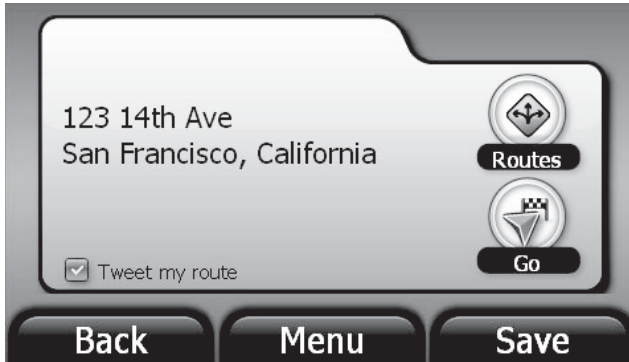 123 14th Ave
San Francisco, California
Routes
Go
Tweet my route
Back Menu Save